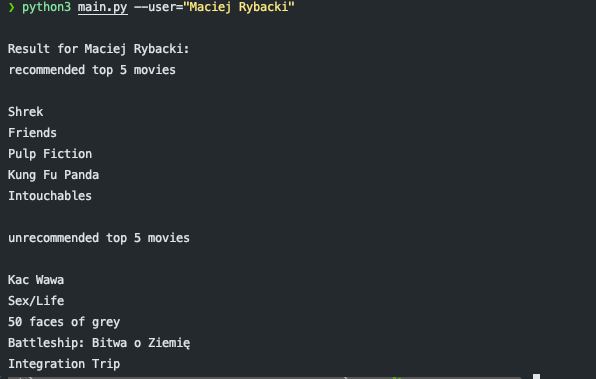 ❯ python3 main.py --user="Maciej Rybacki"
Result for Maciej Rybacki:
recommended top 5 movies
Shrek
Friends
Pulp Fiction
Kung Fu Panda
Intouchables
unrecommended top 5 movies
Kac Wawa
Sex/Life
50 faces of grey
Battleship: Bitwa o Ziemię
Integration Trip